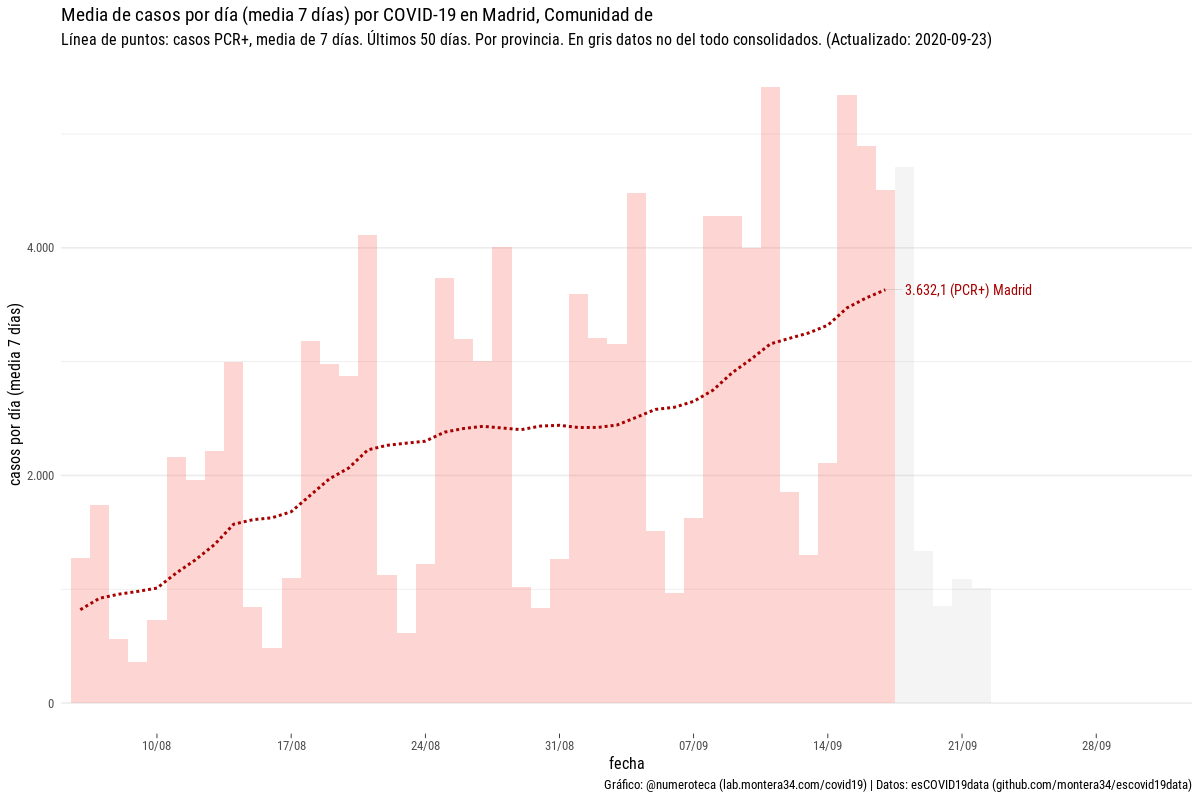 Media de casos por día (media 7 días) por COVID-19 en Madrid, Comunidad de
Línea de puntos: casos PCR+, media de 7 días. Últimos 50 días. Por provincia. En gris datos no del todo consolidados. (Actualizado: 2020-09-23)
casos por día (media 7 días)
4.000
2.000
0
3.632,1 (PCR+) Madrid
10/08
17/08
24/08
31/08
07/09
14/09
21/09
28/09
fecha
Gráfico: @numeroteca (lab.montera34.com/covid19) | Datos: esCOVID19data (github.com/montera34/escovid19data)